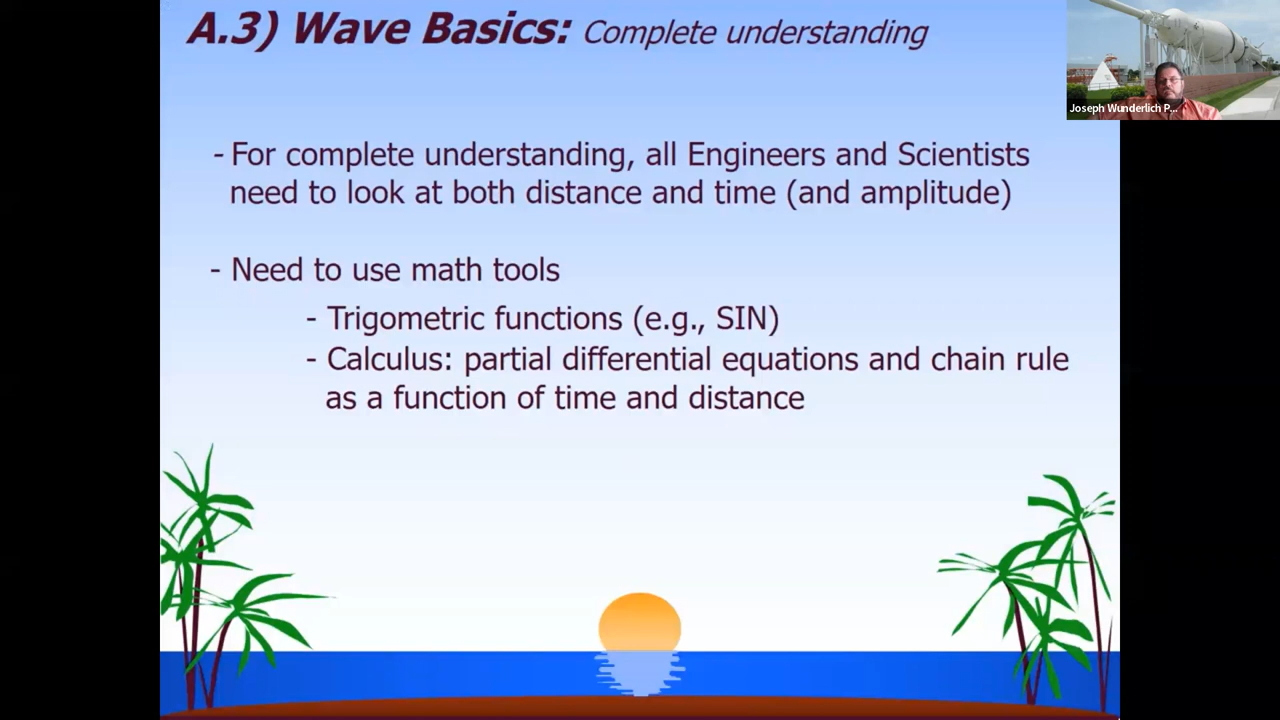 A.3) Wave Basics: Complete understanding
Joseph Wunderlich P...
- For complete understanding, all Engineers and Scientists
need to look at both distance and time (and amplitude)
- Need to use math tools
- Trigometric functions (e.g., SIN)
- Calculus: partial differential equations and chain rule
as a function of time and distance